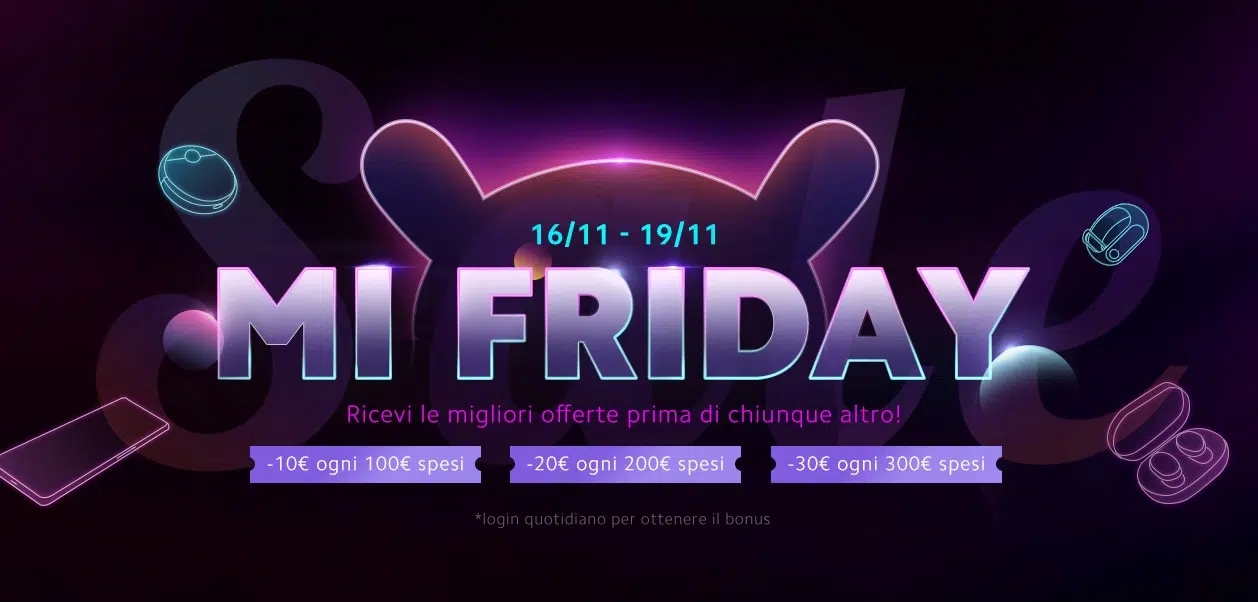 Sale
16/11 - 19/11
MI FRIDAY
Ricevi le migliori offerte prima di chiunque altro!
-10€ ogni 100€ spesi
-20€ ogni 200€ spesi
-30€ ogni 300€ spesi
*login quotidiano per ottenere il bonus